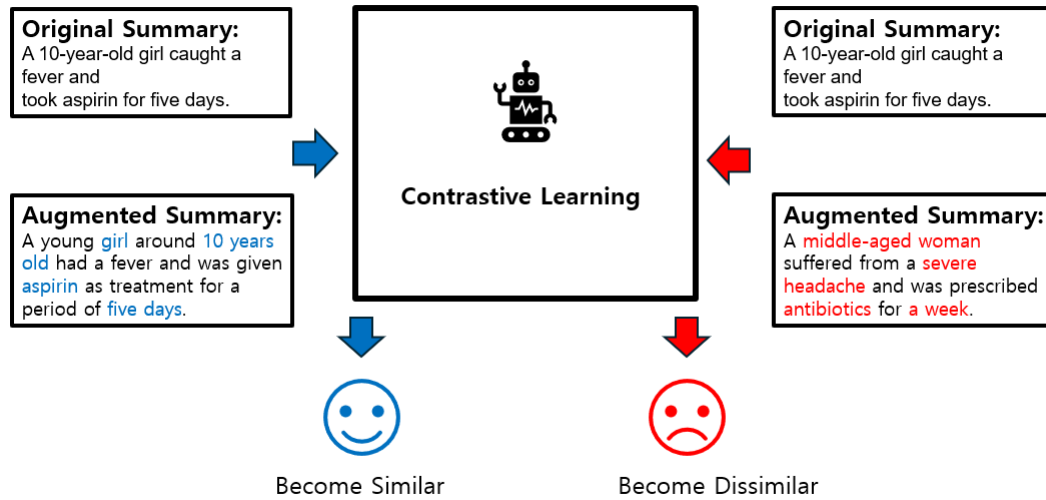 Original Summary:
A 10-year-old girl caught a
fever and
took aspirin for five days.
Augmented Summary:
A young girl around 10 years
old had a fever and was given
aspirin as treatment for a
period of five days.
Contrastive Learning
Original Summary:
A 10-year-old girl caught a
fever and
took aspirin for five days.
Augmented Summary:
A middle-aged woman
suffered from a severe
headache and was prescribed
antibiotics for a week.
Become Similar
Become Dissimilar